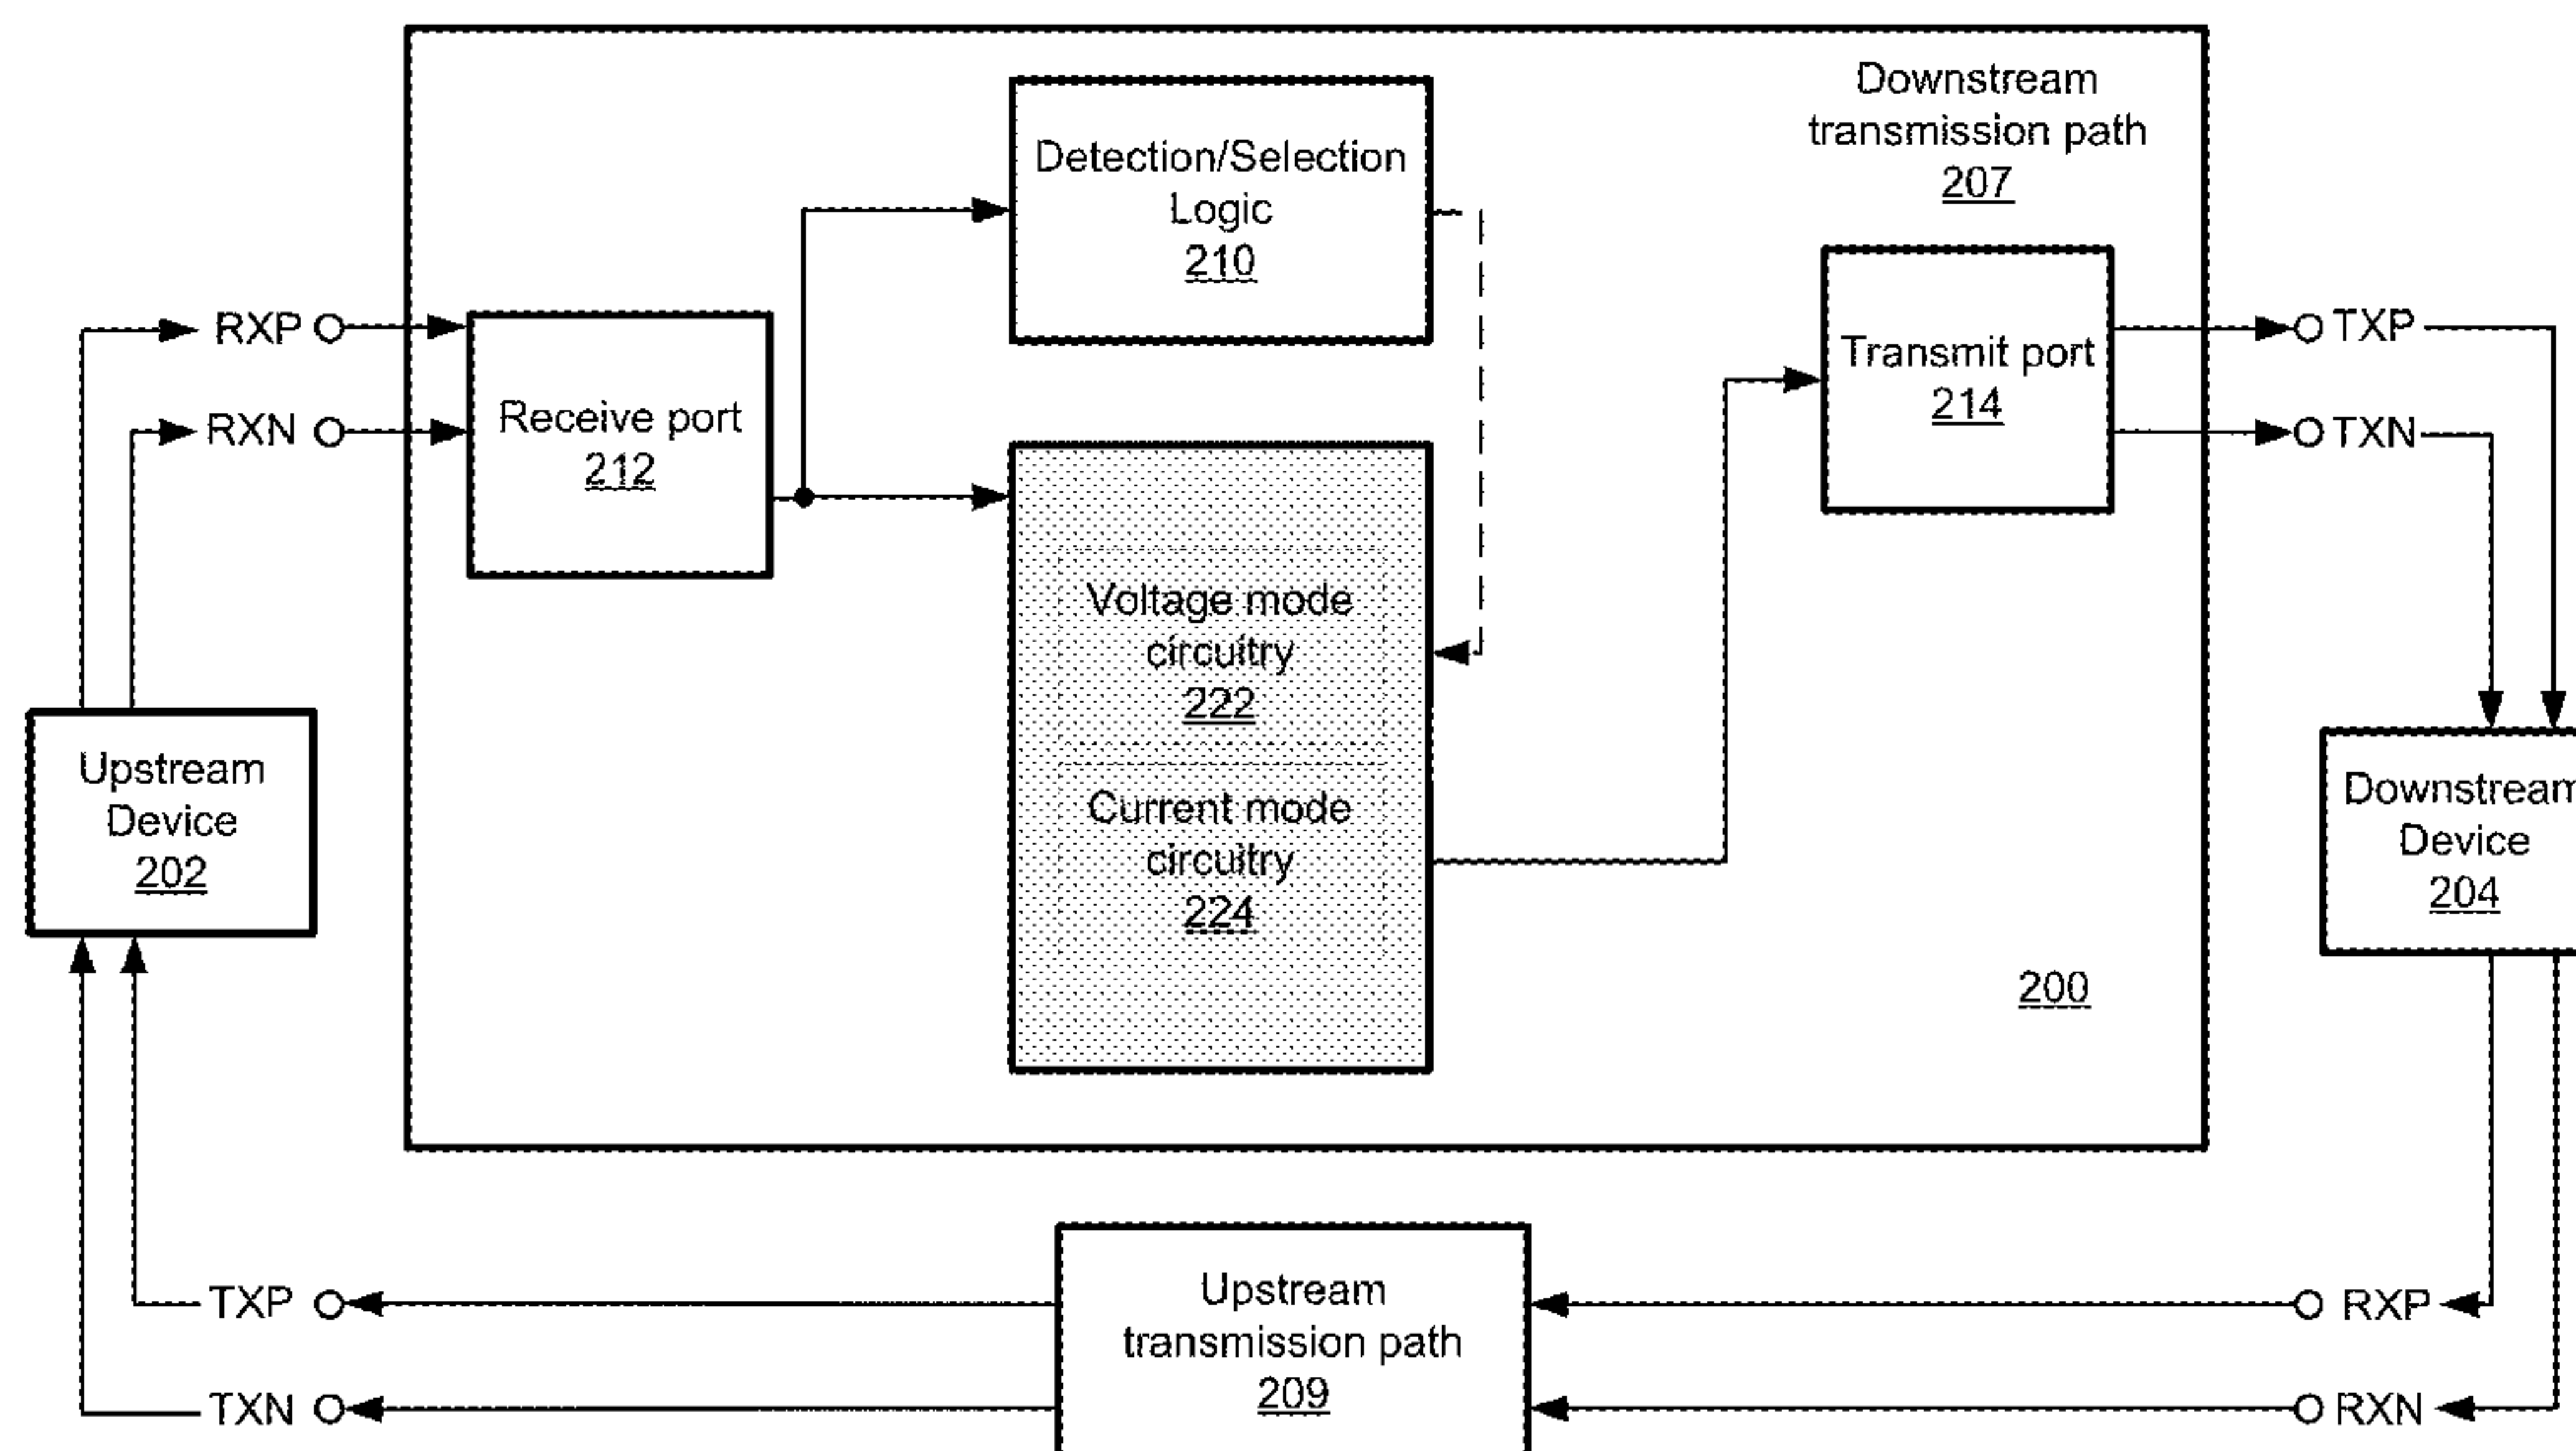 Downstream
transmission path
207
Detection/Selection
Logic
210
RXP
RXN
Receive port
212
Transmit port
214
TXP
TXN
Voltage mode
circuitry
222
Current mode
circuitry
224
Upstream
Device
202
Downstream
Device
204
200
Upstream
transmission path
209
TXP
TXN
RXP
RXN